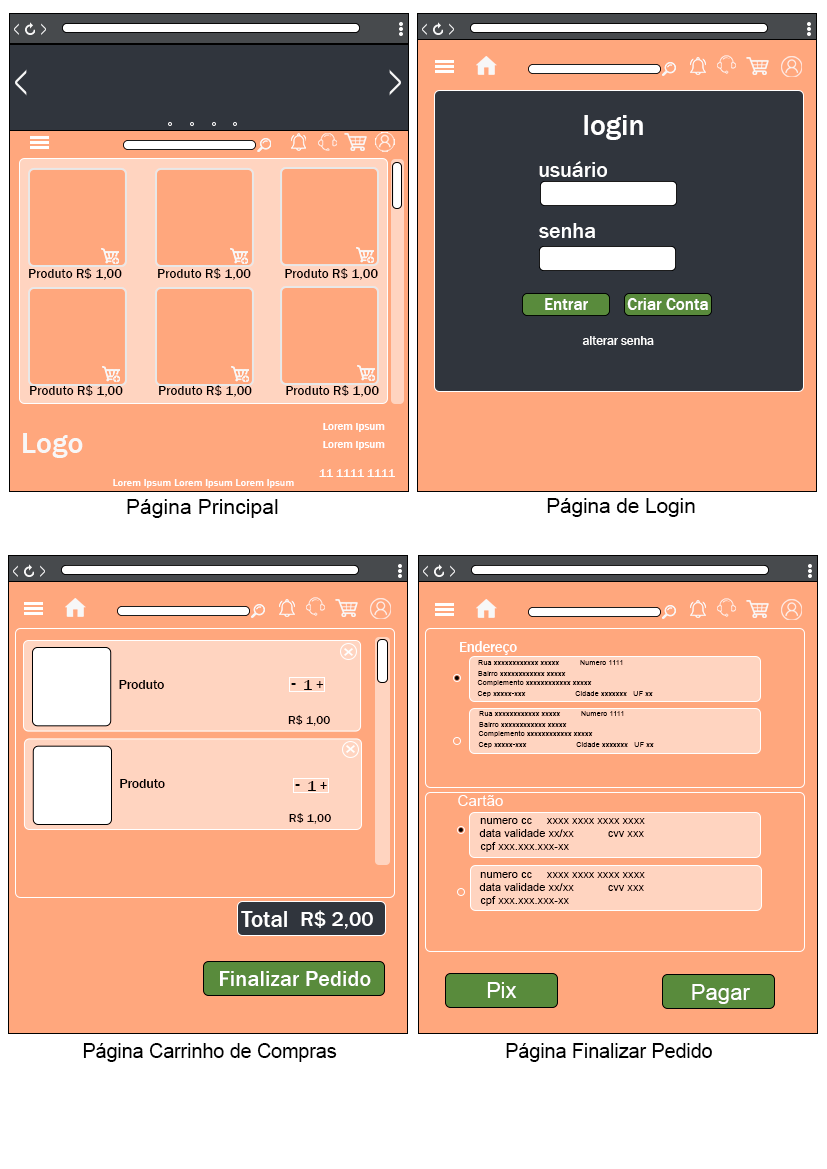 Produto R$ 1,00 Produto R$ 1,00 Produto R$ 1,00
Produto R$ 1,00 Produto R$ 1,00 Produto R$ 1,00
Logo
Lorem Ipsum
Lorem Ipsum
11 1111 1111
Lorem Ipsum Lorem Ipsum Lorem Ipsum
Página Principal
login
usuário
senha
Entrar Criar Conta
alterar senha
Página de Login
Produto
- 1 +
R$ 1,00
Produto
- 1 +
R$ 1,00
Total R$ 2,00
Finalizar Pedido
Página Carrinho de Compras
Endereço
Rua xxxxxxxxxxxx xxxxx Numero 1111
Bairro xxxxxxxxxxxx xxxxx
Complemento xxxxxxxxxxxx xxxxx
Cep xxxxx-xxx Cidade xxxxxxx UF xx
Rua xxxxxxxxxxxx xxxxx Numero 1111
Bairro xxxxxxxxxxxx xxxxx
Complemento xxxxxxxxxxxx xxxxx
Cep xxxxx-xxx Cidade xxxxxxx UF xx
Cartão
numero cc xxxx xxxx xxxx xxxx
data validade xx/xx cvv xxx
cpf xxx.xxx.xxx-xx
numero cc xxxx xxxx xxxx xxxx
data validade xx/xx cvv xxx
cpf xxx.xxx.xxx-xx
Pix Pagar
Página Finalizar Pedido